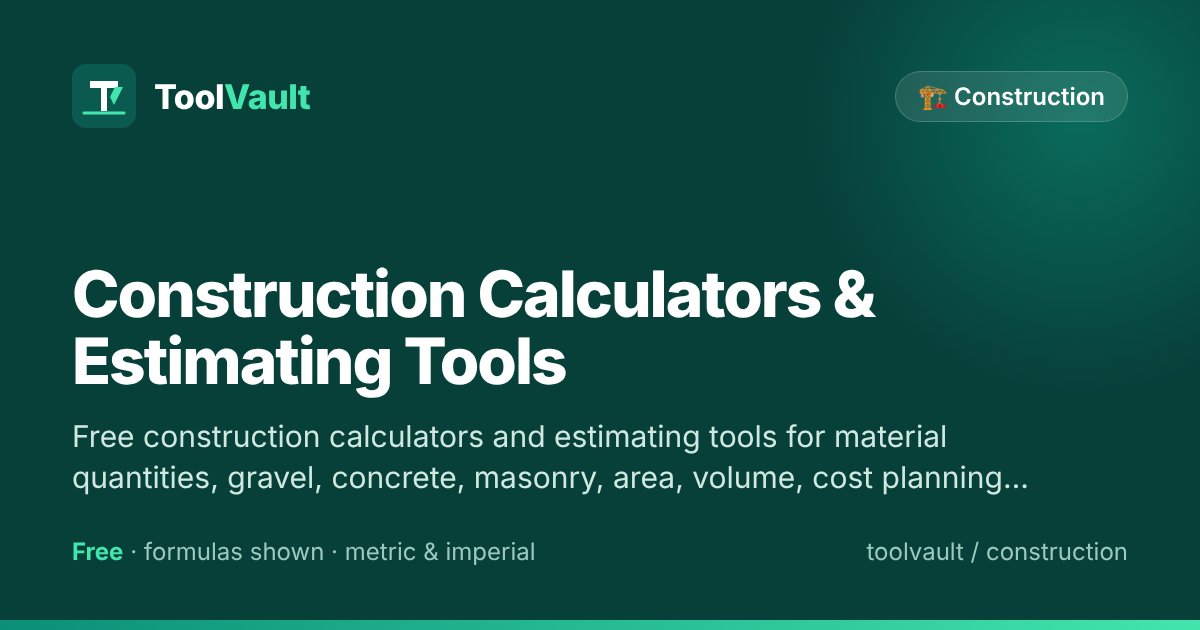 ToolVault
🏗️ Construction
Construction Calculators &
Estimating Tools
Free construction calculators and estimating tools for material
quantities, gravel, concrete, masonry, area, volume, cost planning...
Free · formulas shown · metric & imperial
toolvault / construction